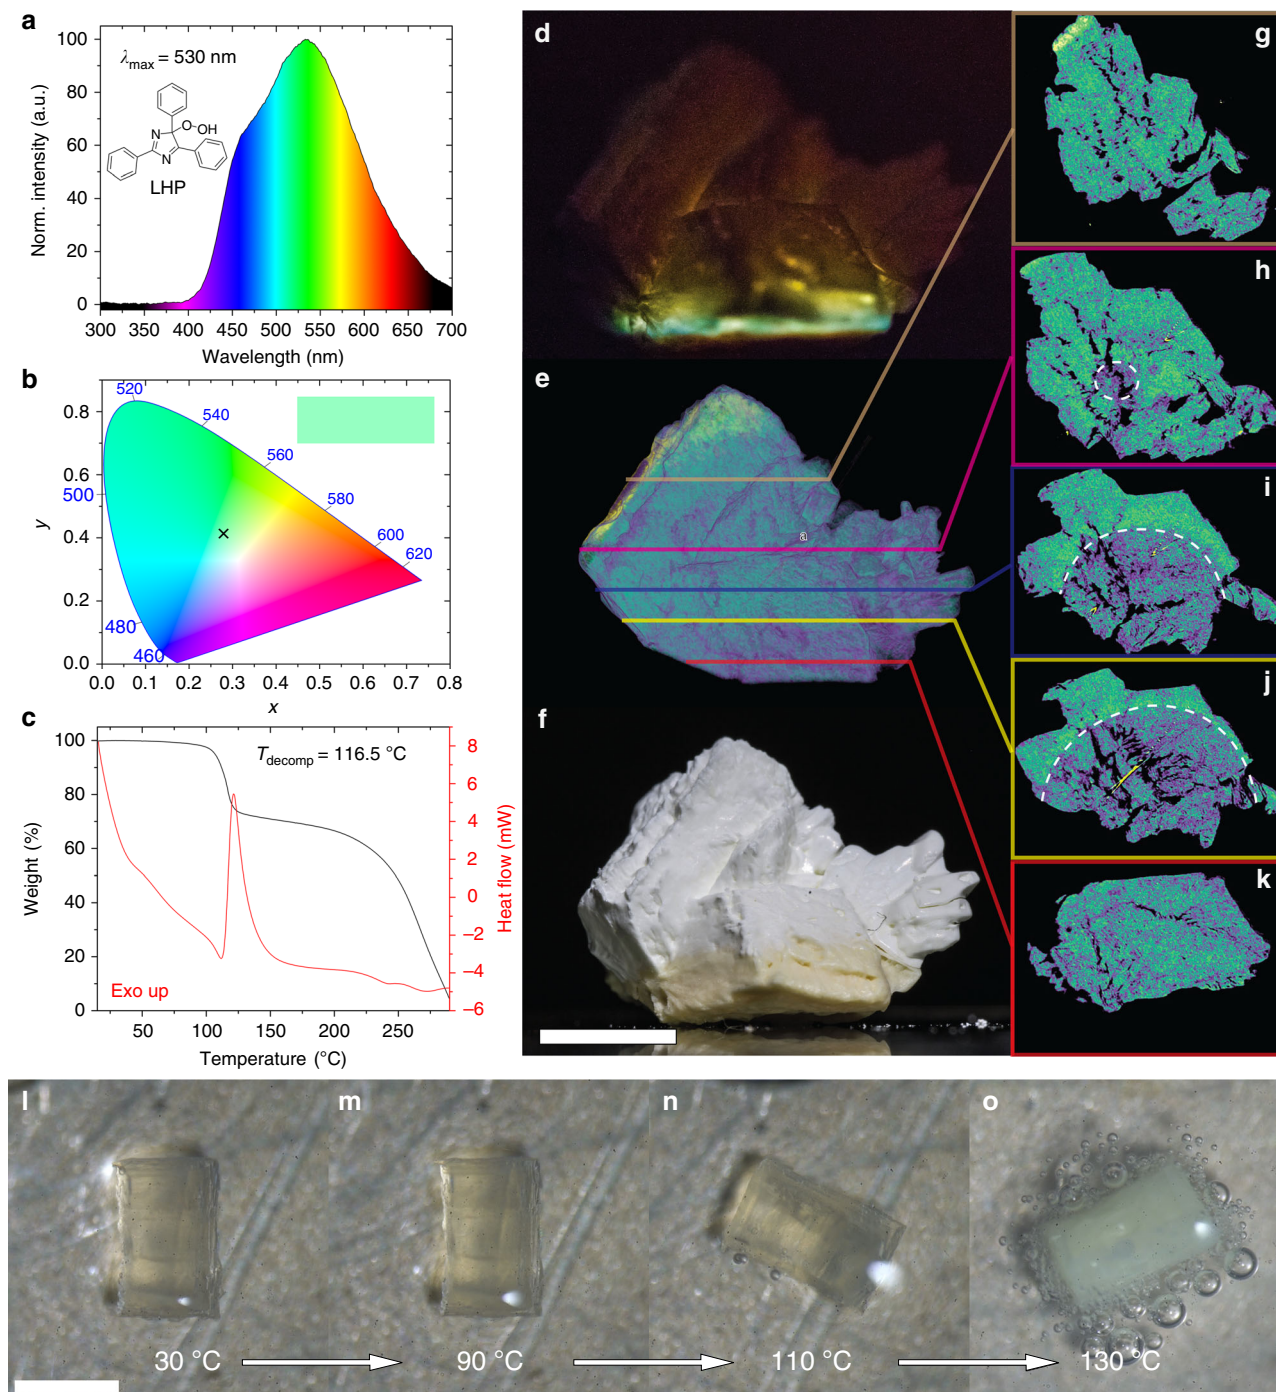 a
λmax = 530 nm
O
OH
N
N
LHP
Norm. intensity (a.u.)
100
80
60
40
20
0
300 350 400 450 500 550 600 650 700
Wavelength (nm)
b
520
540
560
580
600
620
500
480
460
y
0.8
0.6
0.4
0.2
0.0
0.0 0.1 0.2 0.3 0.4 0.5 0.6 0.7 0.8
x
c
Tdecomp = 116.5 °C
Exo up
Weight (%)
100
80
60
40
20
0
50 100 150 200 250
Temperature (°C)
Heat flow (mW)
8
6
4
2
0
−2
−4
−6
d
e
a
f
g
h
i
j
k
l
m
n
o
30 °C
90 °C
110 °C
130 °C